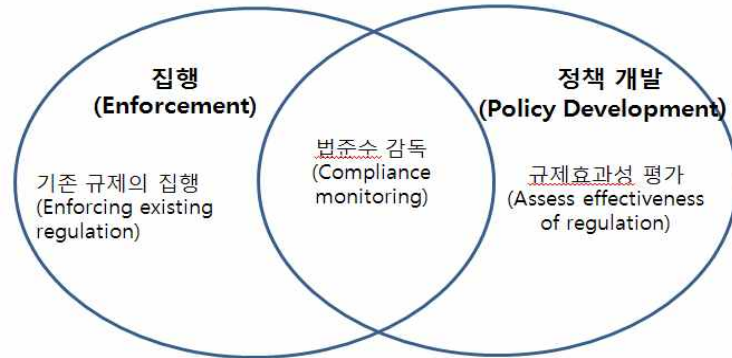 집행
(Enforcement)
기존 규제의 집행
(Enforcing existing
regulation)
법준수 감독
(Compliance
monitoring)
정책 개발
(Policy Development)
규제효과성 평가
(Assess effectiveness
of regulation)